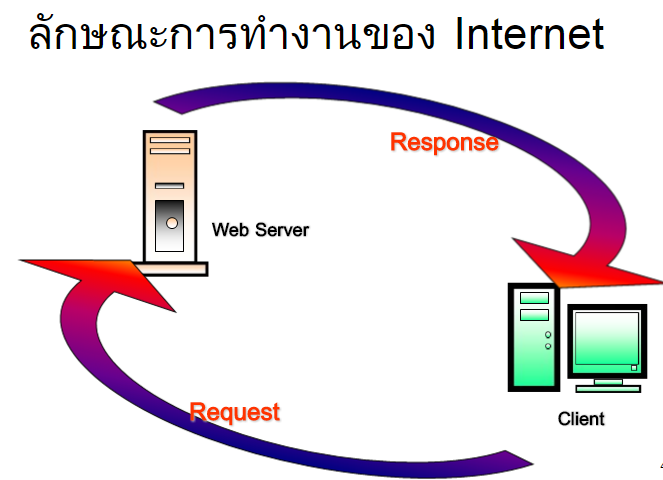 ลักษณะการทำงานของ Internet
Response
Web Server
Request
Client